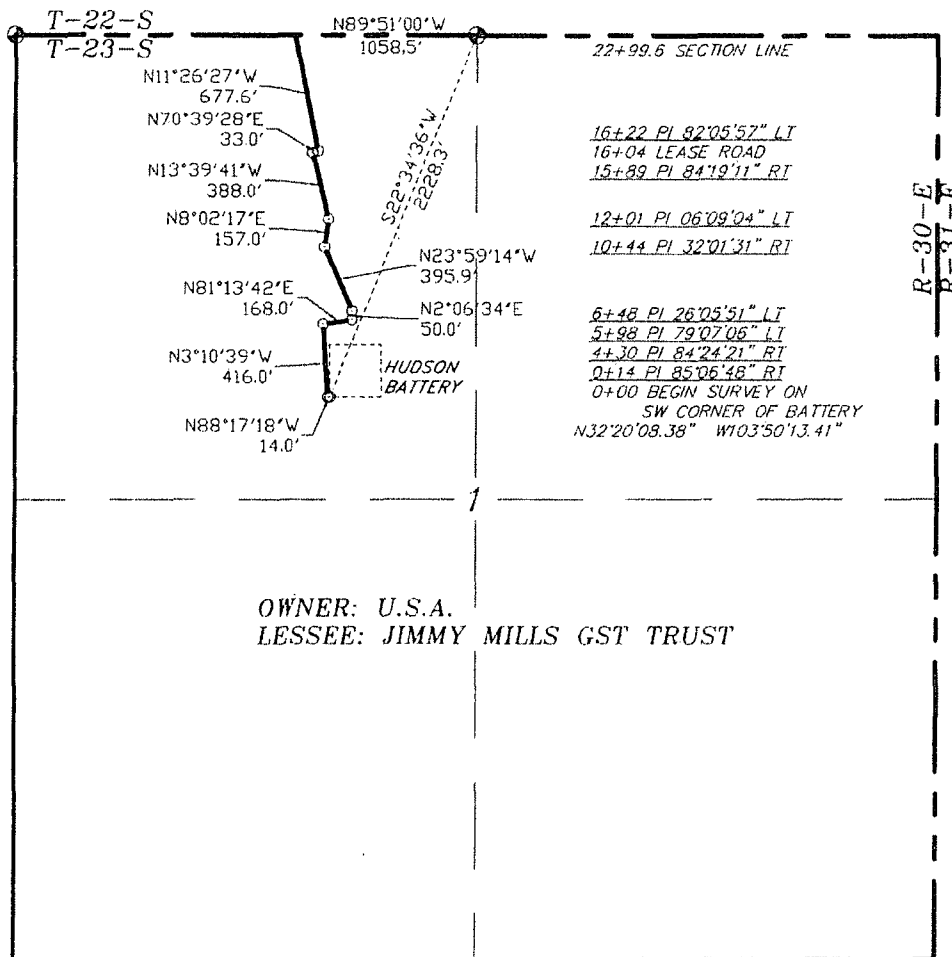 T-22-S
T-23-S
N89°51'00"W
1058.5'
22+99.6 SECTION LINE
N11°26'27"W
677.6'
N70°39'28"E
33.0'
N13°39'41"W
388.0'
N8°02'17"E
157.0'
N81°13'42"E
168.0'
N3°10'39"W
416.0'
N88°17'18"W
14.0'
S22°34'36"W
2228.3'
N23°59'14"W
395.9'
N2°06'34"E
50.0'
HUDSON
BATTERY
16+22 PI 82°05'57" LT
16+04 LEASE ROAD
15+89 PI 84°19'11" RT
12+01 PI 06°09'04" LT
10+44 PI 32°01'31" RT
6+48 PI 26°05'51" LT
5+98 PI 79°07'06" LT
4+30 PI 84°24'21" RT
0+14 PI 85°06'48" RT
0+00 BEGIN SURVEY ON
SW CORNER OF BATTERY
N32°20'08.38" W103°50'13.41"
R-30-E
R-31-E
1
OWNER: U.S.A.
LESSEE: JIMMY MILLS GST TRUST